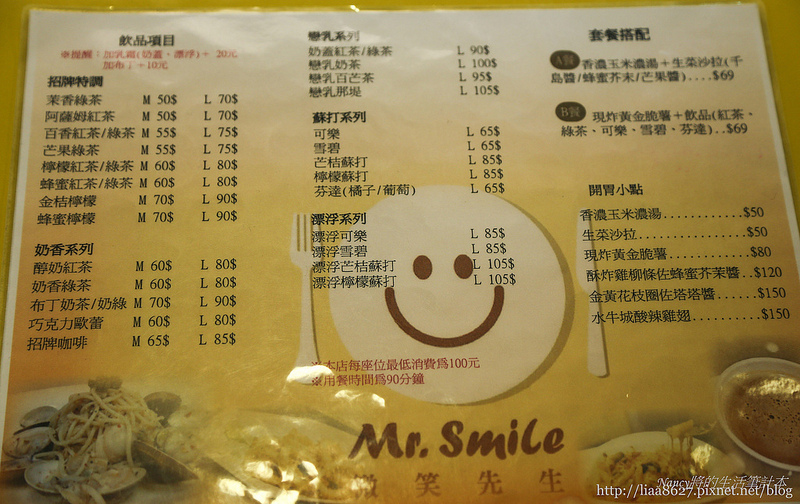 飲品項目
※提醒：加乳霜(奶蓋、漂浮)+ 20元
加布丁+10元
招牌特調
茉香綠茶 M 50$ L 70$
阿薩姆紅茶 M 50$ L 70$
百香紅茶/綠茶 M 55$ L 75$
芒果綠茶 M 55$ L 75$
檸檬紅茶/綠茶 M 60$ L 80$
蜂蜜紅茶/綠茶 M 60$ L 80$
金桔檸檬 M 70$ L 90$
蜂蜜檸檬 M 70$ L 90$
奶香系列
醇奶紅茶 M 60$ L 80$
奶香綠茶 M 60$ L 80$
布丁奶茶/奶綠 M 70$ L 90$
巧克力歐蕾 M 60$ L 80$
招牌咖啡 M 65$ L 85$
戀乳系列
奶蓋紅茶/綠茶 L 90$
戀乳奶茶 L 100$
戀乳百芒茶 L 95$
戀乳那堤 L 105$
蘇打系列
可樂 L 65$
雪碧 L 65$
芒桔蘇打 L 85$
檸檬蘇打 L 85$
芬達(橘子/葡萄) L 65$
漂浮系列
漂浮可樂 L 85$
漂浮雪碧 L 85$
漂浮芒桔蘇打 L 105$
漂浮檸檬蘇打 L 105$
※本店每座位最低消費為100元
※用餐時間為90分鐘
套餐搭配
A餐 香濃玉米濃湯＋生菜沙拉(千
島醬/蜂蜜芥末/芒果醬)....$69
B餐 現炸黃金脆薯＋飲品(紅茶、
綠茶、可樂、雪碧、芬達)..$69
開胃小點
香濃玉米濃湯...........$50
生菜沙拉...............$50
現炸黃金脆薯...........$80
酥炸雞柳條佐蜂蜜芥茉醬..$120
金黃花枝圈佐塔塔醬......$150
水牛城酸辣雞翅..........$150
Mr. Smile
微笑先生
Nancy將的生活筆計本
http://liaa8627.pixnet.net/blog